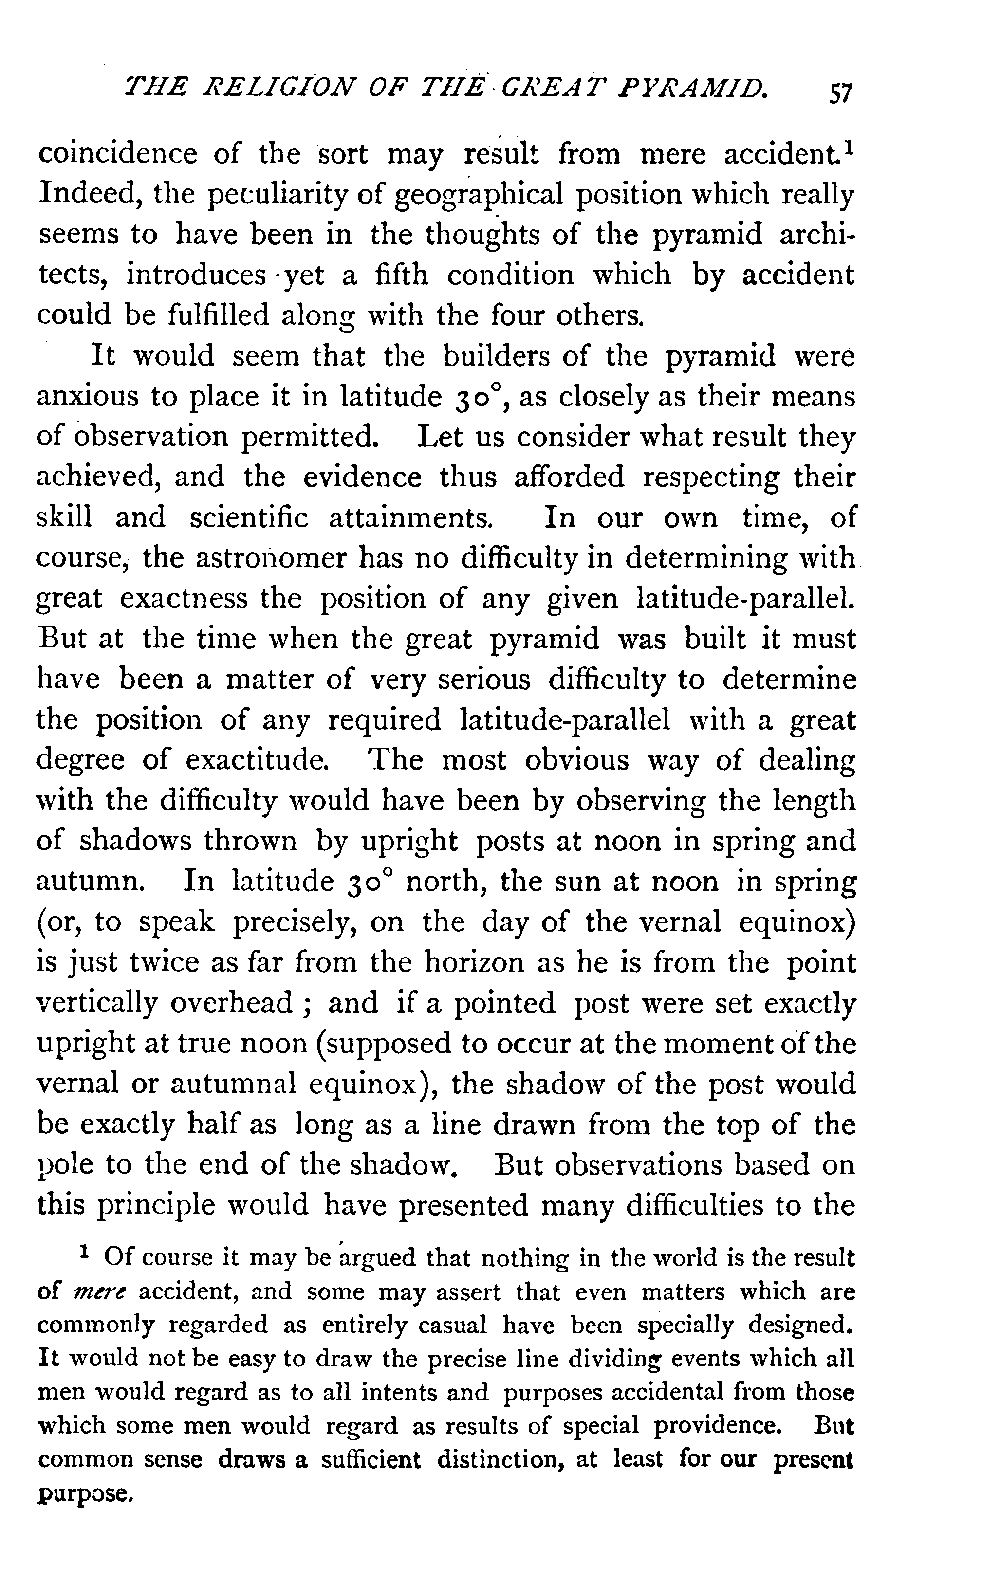 THE RELIGION OF THE GREAT PYRAMID. 57
coincidence of the sort may result from mere accident.¹
Indeed, the peculiarity of geographical position which really
seems to have been in the thoughts of the pyramid archi-
tects, introduces yet a fifth condition which by accident
could be fulfilled along with the four others.
It would seem that the builders of the pyramid were
anxious to place it in latitude 30°, as closely as their means
of observation permitted. Let us consider what result they
achieved, and the evidence thus afforded respecting their
skill and scientific attainments. In our own time, of
course, the astronomer has no difficulty in determining with
great exactness the position of any given latitude-parallel.
But at the time when the great pyramid was built it must
have been a matter of very serious difficulty to determine
the position of any required latitude-parallel with a great
degree of exactitude. The most obvious way of dealing
with the difficulty would have been by observing the length
of shadows thrown by upright posts at noon in spring and
autumn. In latitude 30° north, the sun at noon in spring
(or, to speak precisely, on the day of the vernal equinox)
is just twice as far from the horizon as he is from the point
vertically overhead ; and if a pointed post were set exactly
upright at true noon (supposed to occur at the moment of the
vernal or autumnal equinox), the shadow of the post would
be exactly half as long as a line drawn from the top of the
pole to the end of the shadow. But observations based on
this principle would have presented many difficulties to the
¹ Of course it may be argued that nothing in the world is the result
of mere accident, and some may assert that even matters which are
commonly regarded as entirely casual have been specially designed.
It would not be easy to draw the precise line dividing events which all
men would regard as to all intents and purposes accidental from those
which some men would regard as results of special providence. But
common sense draws a sufficient distinction, at least for our present
purpose.